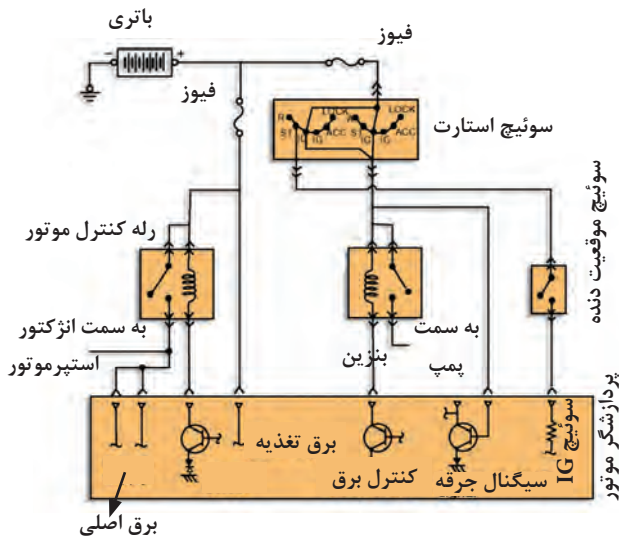 باتری
فیوز
فیوز
- +
LOCK LOCK
R R
ST IG IG ACC ST IG IG ACC
سوئیچ استارت
رله کنترل موتور
سوئیچ موقعیت دنده
به سمت انژکتور
استپرموتور
به سمت
بنزین
پمپ
برق تغذیه
کنترل برق
سیگنال جرقه
سوئیچ IG
پردازشگر موتور
برق اصلی